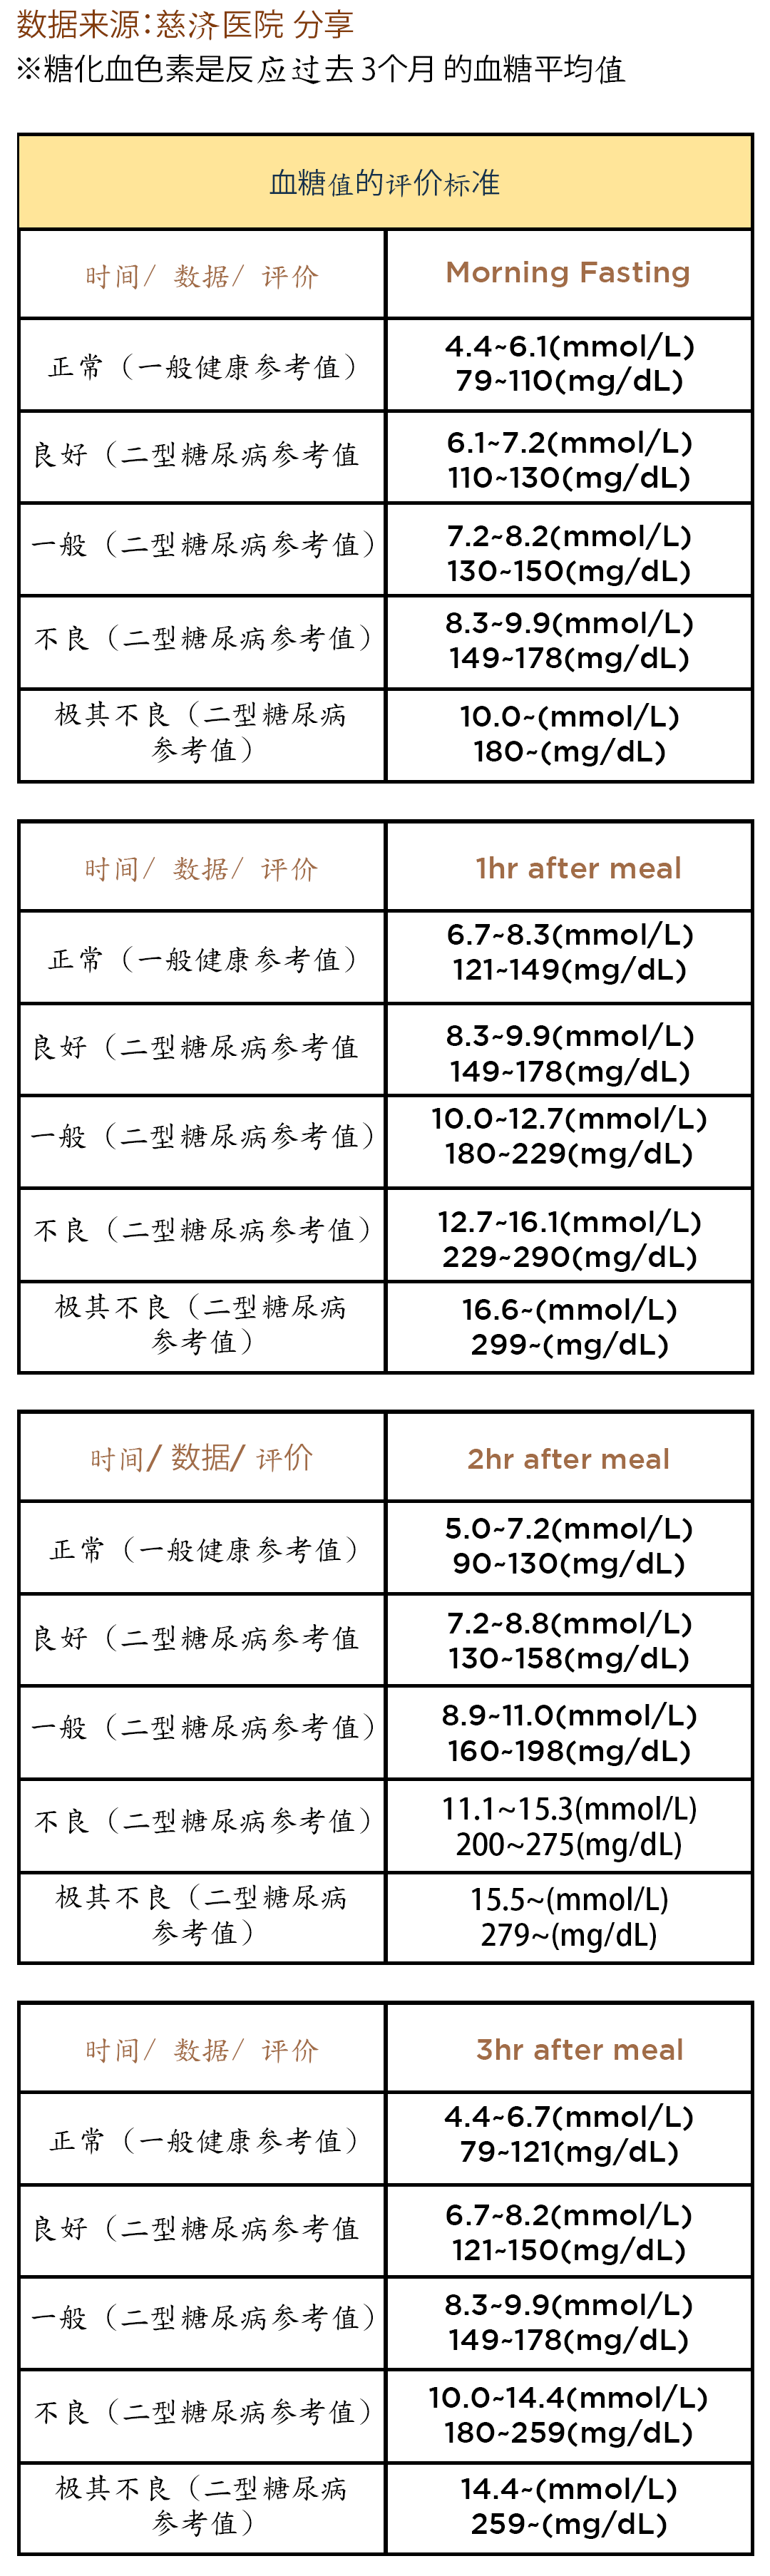 数据来源：慈济医院 分享
※糖化血色素是反应过去 3个月 的血糖平均值
血糖值的评价标准
时间/ 数据/ 评价
Morning Fasting
正常（一般健康参考值）
4.4~6.1(mmol/L)
79~110(mg/dL)
良好（二型糖尿病参考值
6.1~7.2(mmol/L)
110~130(mg/dL)
一般（二型糖尿病参考值）
7.2~8.2(mmol/L)
130~150(mg/dL)
不良（二型糖尿病参考值）
8.3~9.9(mmol/L)
149~178(mg/dL)
极其不良（二型糖尿病
参考值）
10.0~(mmol/L)
180~(mg/dL)
时间/ 数据/ 评价
1hr after meal
正常（一般健康参考值）
6.7~8.3(mmol/L)
121~149(mg/dL)
良好（二型糖尿病参考值
8.3~9.9(mmol/L)
149~178(mg/dL)
一般（二型糖尿病参考值）
10.0~12.7(mmol/L)
180~229(mg/dL)
不良（二型糖尿病参考值）
12.7~16.1(mmol/L)
229~290(mg/dL)
极其不良（二型糖尿病
参考值）
16.6~(mmol/L)
299~(mg/dL)
时间/ 数据/ 评价
2hr after meal
正常（一般健康参考值）
5.0~7.2(mmol/L)
90~130(mg/dL)
良好（二型糖尿病参考值
7.2~8.8(mmol/L)
130~158(mg/dL)
一般（二型糖尿病参考值）
8.9~11.0(mmol/L)
160~198(mg/dL)
不良（二型糖尿病参考值）
11.1~15.3(mmol/L)
200~275(mg/dL)
极其不良（二型糖尿病
参考值）
15.5~(mmol/L)
279~(mg/dL)
时间/ 数据/ 评价
3hr after meal
正常（一般健康参考值）
4.4~6.7(mmol/L)
79~121(mg/dL)
良好（二型糖尿病参考值
6.7~8.2(mmol/L)
121~150(mg/dL)
一般（二型糖尿病参考值）
8.3~9.9(mmol/L)
149~178(mg/dL)
不良（二型糖尿病参考值）
10.0~14.4(mmol/L)
180~259(mg/dL)
极其不良（二型糖尿病
参考值）
14.4~(mmol/L)
259~(mg/dL)